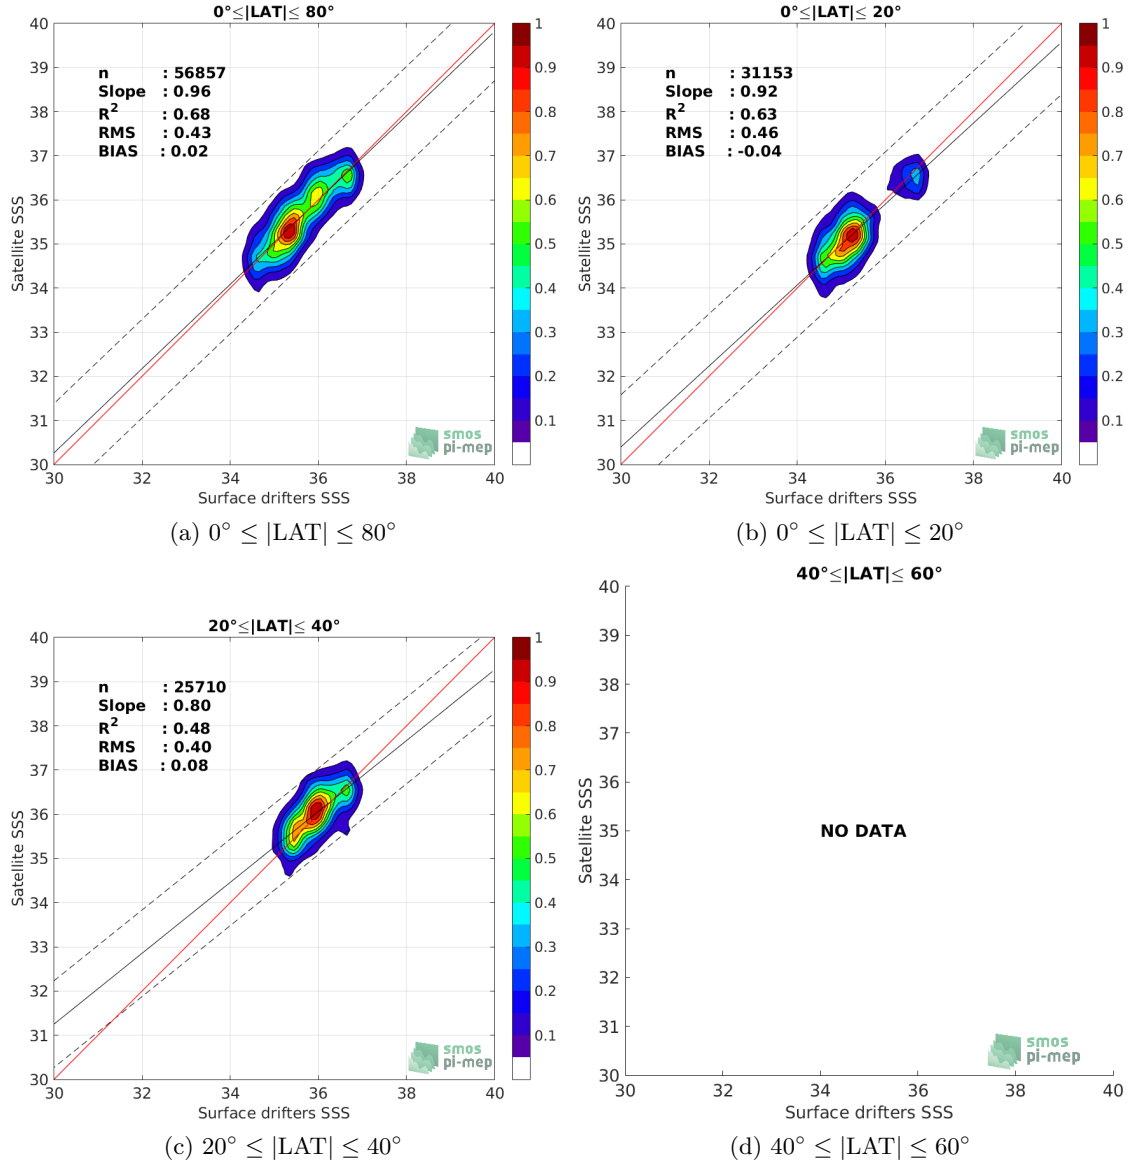 0°≤|LAT|≤ 80°
40
39
38
37
36
35
34
33
32
31
30
Satellite SSS
n : 56857
Slope : 0.96
R2 : 0.68
RMS : 0.43
BIAS : 0.02
smos
pi-mep
30 32 34 36 38 40
Surface drifters SSS
1
0.9
0.8
0.7
0.6
0.5
0.4
0.3
0.2
0.1
(a) 0° ≤ |LAT| ≤ 80°
0°≤|LAT|≤ 20°
40
39
38
37
36
35
34
33
32
31
30
Satellite SSS
n : 31153
Slope : 0.92
R2 : 0.63
RMS : 0.46
BIAS : -0.04
smos
pi-mep
30 32 34 36 38 40
Surface drifters SSS
1
0.9
0.8
0.7
0.6
0.5
0.4
0.3
0.2
0.1
(b) 0° ≤ |LAT| ≤ 20°
20°≤|LAT|≤ 40°
40
39
38
37
36
35
34
33
32
31
30
Satellite SSS
n : 25710
Slope : 0.80
R2 : 0.48
RMS : 0.40
BIAS : 0.08
smos
pi-mep
30 32 34 36 38 40
Surface drifters SSS
1
0.9
0.8
0.7
0.6
0.5
0.4
0.3
0.2
0.1
(c) 20° ≤ |LAT| ≤ 40°
40°≤|LAT|≤ 60°
40
39
38
37
36
35
34
33
32
31
30
Satellite SSS
NO DATA
smos
pi-mep
30 32 34 36 38 40
Surface drifters SSS
(d) 40° ≤ |LAT| ≤ 60°